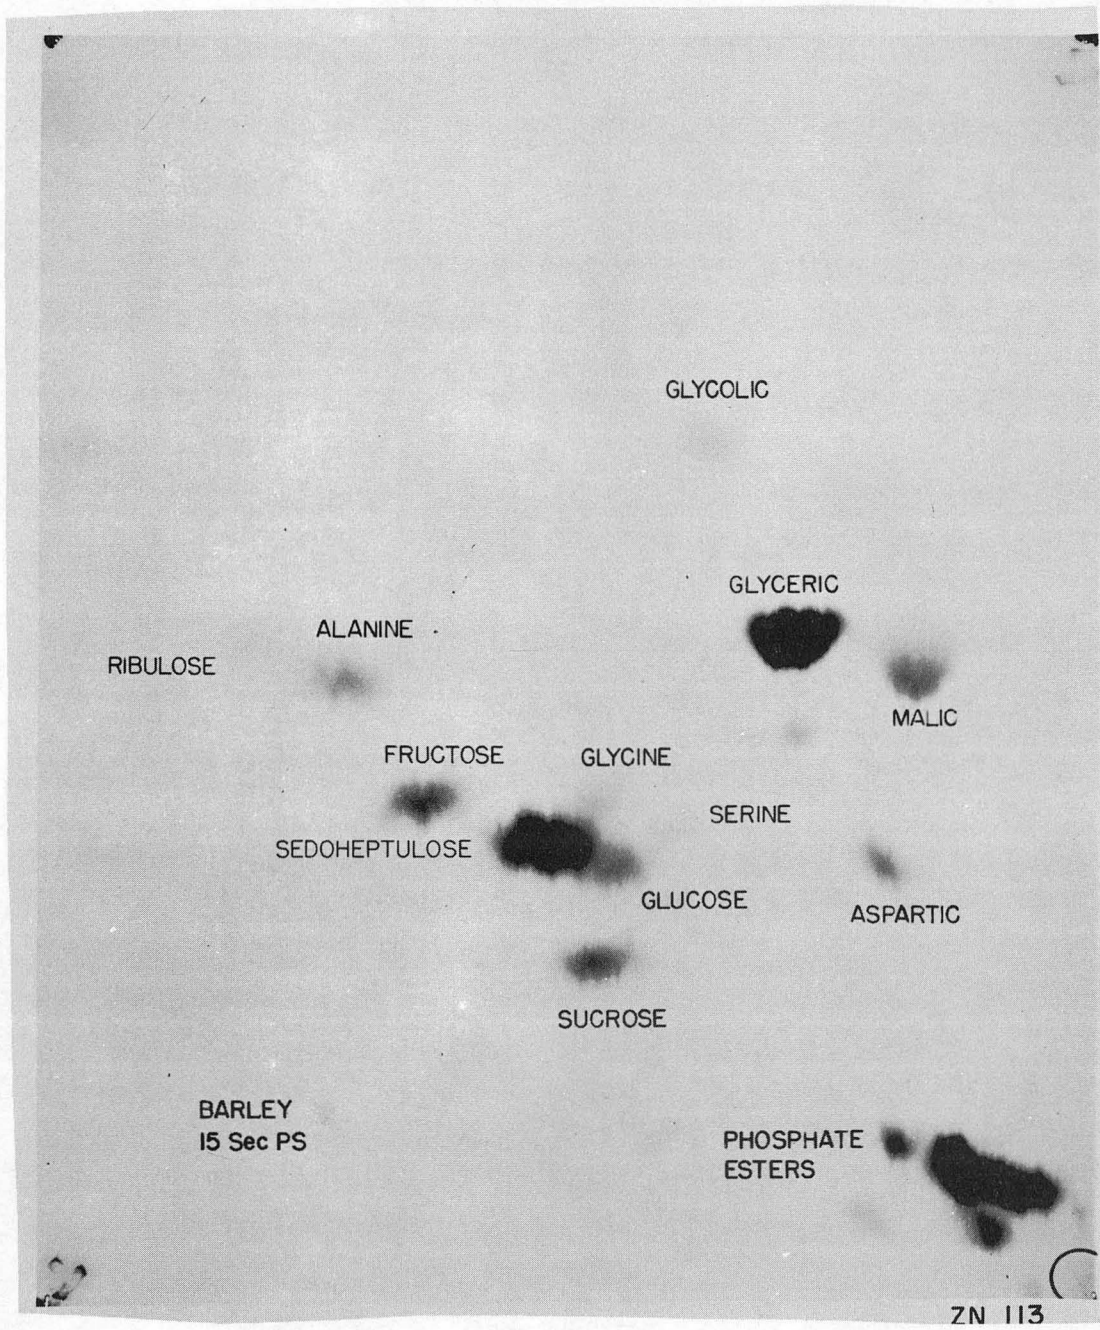 GLYCOLIC
GLYCERIC
ALANINE
RIBULOSE
MALIC
FRUCTOSE
GLYCINE
SERINE
SEDOHEPTULOSE
GLUCOSE
ASPARTIC
SUCROSE
BARLEY
15 Sec PS
PHOSPHATE
ESTERS
ZN 113